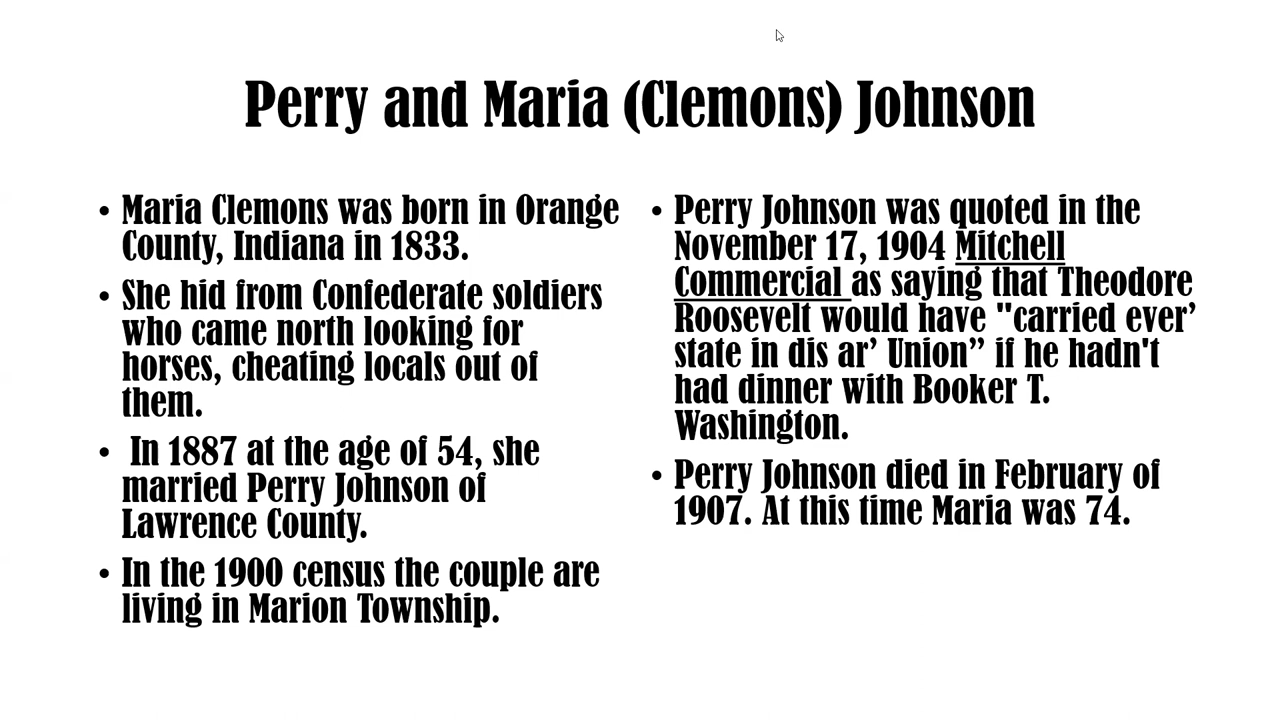 Perry and Maria (Clemons) Johnson
• Maria Clemons was born in Orange
County, Indiana in 1833.
• She hid from Confederate soldiers
who came north looking for
horses, cheating locals out of
them.
• In 1887 at the age of 54, she
married Perry Johnson of
Lawrence County.
• In the 1900 census the couple are
living in Marion Township.
• Perry Johnson was quoted in the
November 17, 1904 Mitchell
Commercial as saying that Theodore
Roosevelt would have "carried ever’
state in dis ar’ Union” if he hadn't
had dinner with Booker T.
Washington.
• Perry Johnson died in February of
1907. At this time Maria was 74.